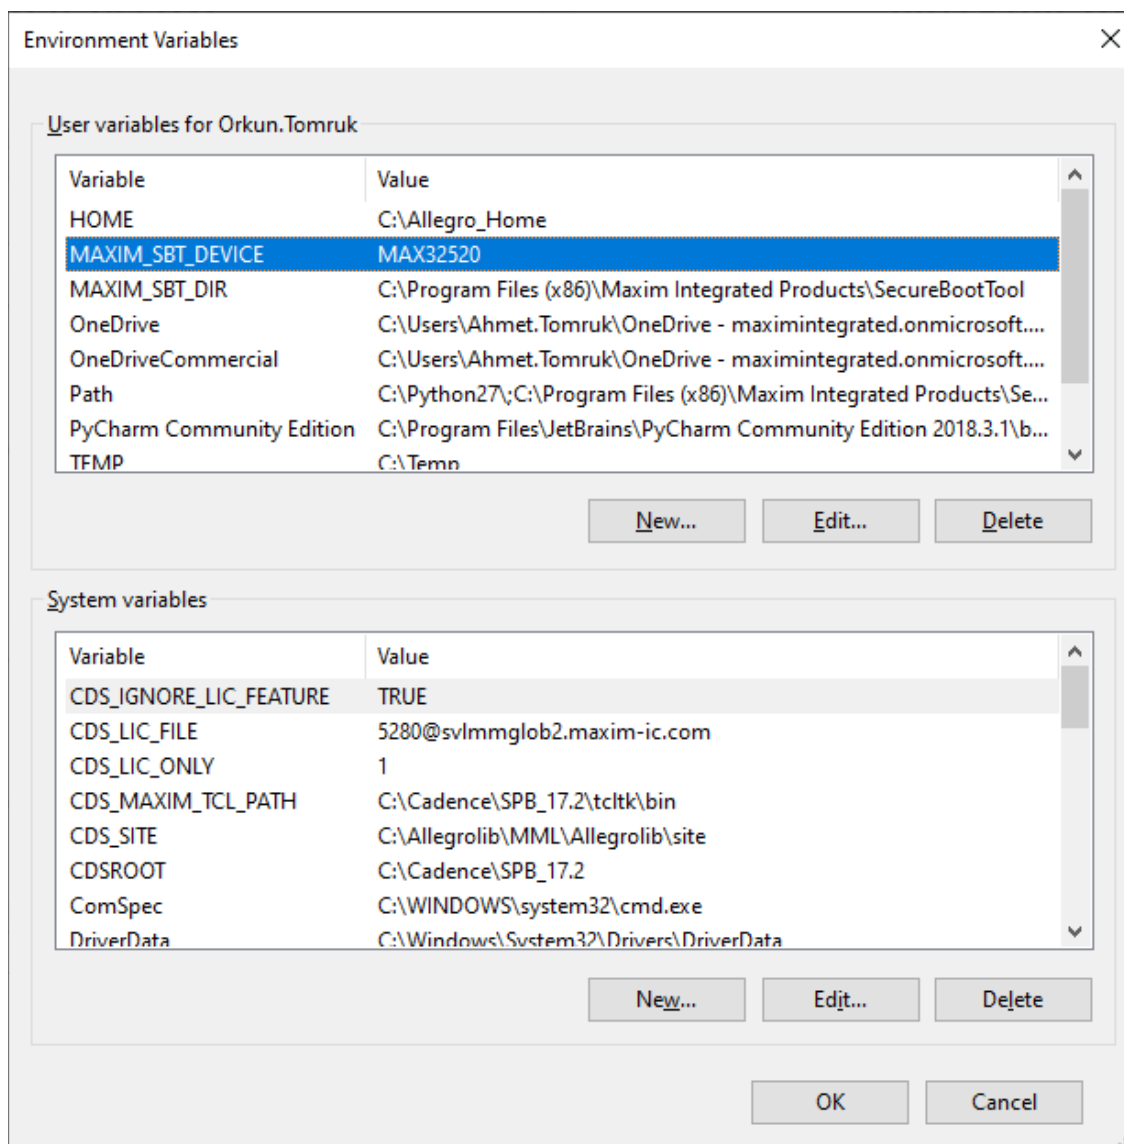 Environment Variables
User variables for Orkun.Tomruk
Variable Value
HOME C:\Allegro_Home
MAXIM_SBT_DEVICE MAX32520
MAXIM_SBT_DIR C:\Program Files (x86)\Maxim Integrated Products\SecureBootTool
OneDrive C:\Users\Ahmet.Tomruk\OneDrive - maximintegrated.onmicrosoft....
OneDriveCommercial C:\Users\Ahmet.Tomruk\OneDrive - maximintegrated.onmicrosoft....
Path C:\Python27\;C:\Program Files (x86)\Maxim Integrated Products\Se...
PyCharm Community Edition C:\Program Files\JetBrains\PyCharm Community Edition 2018.3.1\b...
TEMP C:\Temp
New... Edit... Delete
System variables
Variable Value
CDS_IGNORE_LIC_FEATURE TRUE
CDS_LIC_FILE 5280@svlmmglob2.maxim-ic.com
CDS_LIC_ONLY 1
CDS_MAXIM_TCL_PATH C:\Cadence\SPB_17.2\tcltk\bin
CDS_SITE C:\Allegrolib\MML\Allegrolib\site
CDSROOT C:\Cadence\SPB_17.2
ComSpec C:\WINDOWS\system32\cmd.exe
DriverData C:\Windows\System32\Drivers\DriverData
New... Edit... Delete
OK Cancel